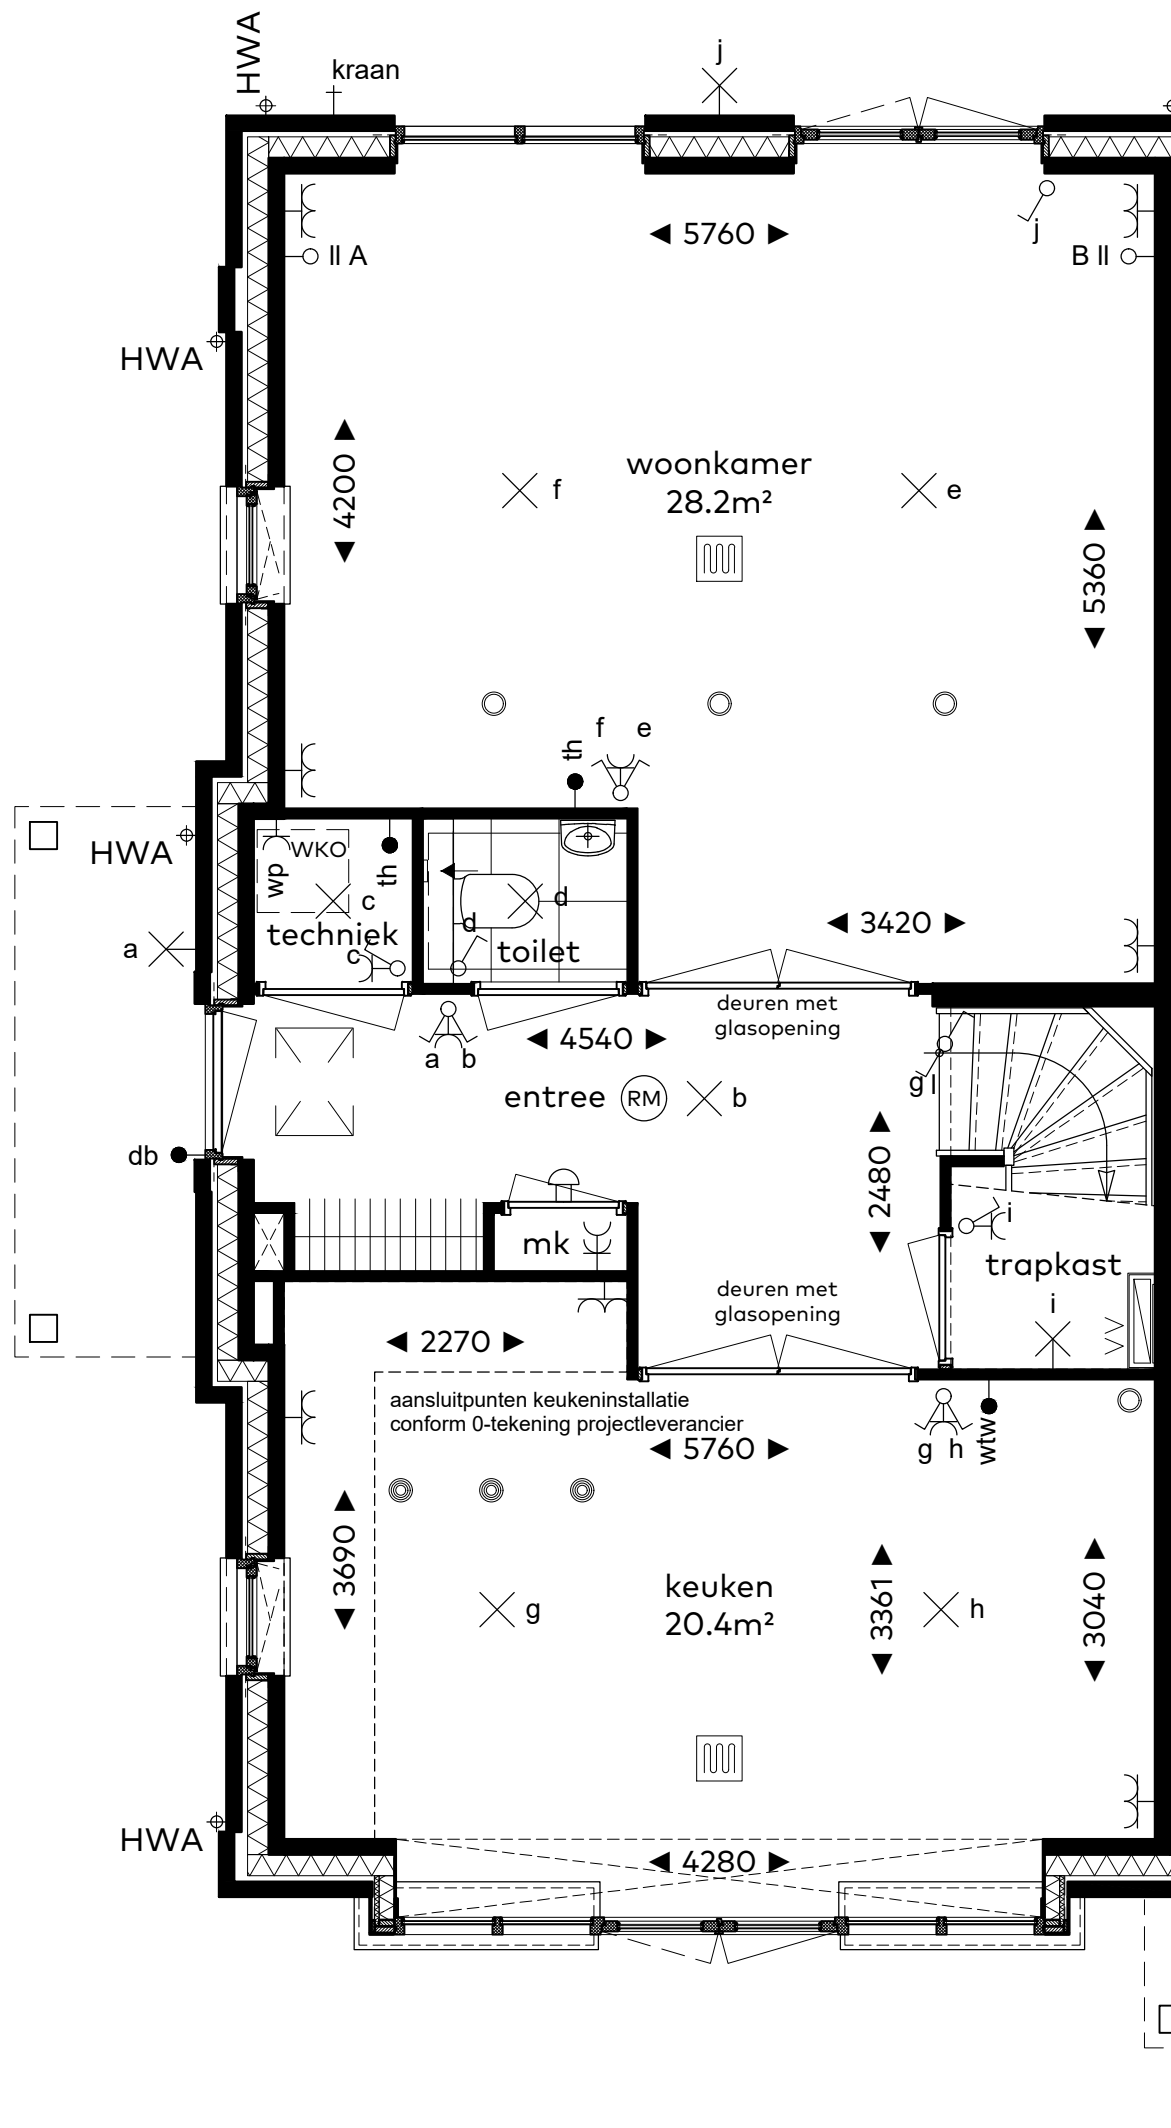 HWA
kraan
j
5760
j
ll A
B ll
HWA
4200
woonkamer
28.2m²
f
e
5360
f e
th
HWA
WKO
wp
th
c
d
d
techniek
toilet
c
a
3420
deuren met
glasopening
4540
a b
entree RM b
g l
db
2480
i
mk
trapkast
i
deuren met
glasopening
2270
aansluitpunten keukeninstallatie
conform 0-tekening projectleverancier
5760
g h
wtw
3690
keuken
20.4m²
g
3361
h
3040
HWA
4280